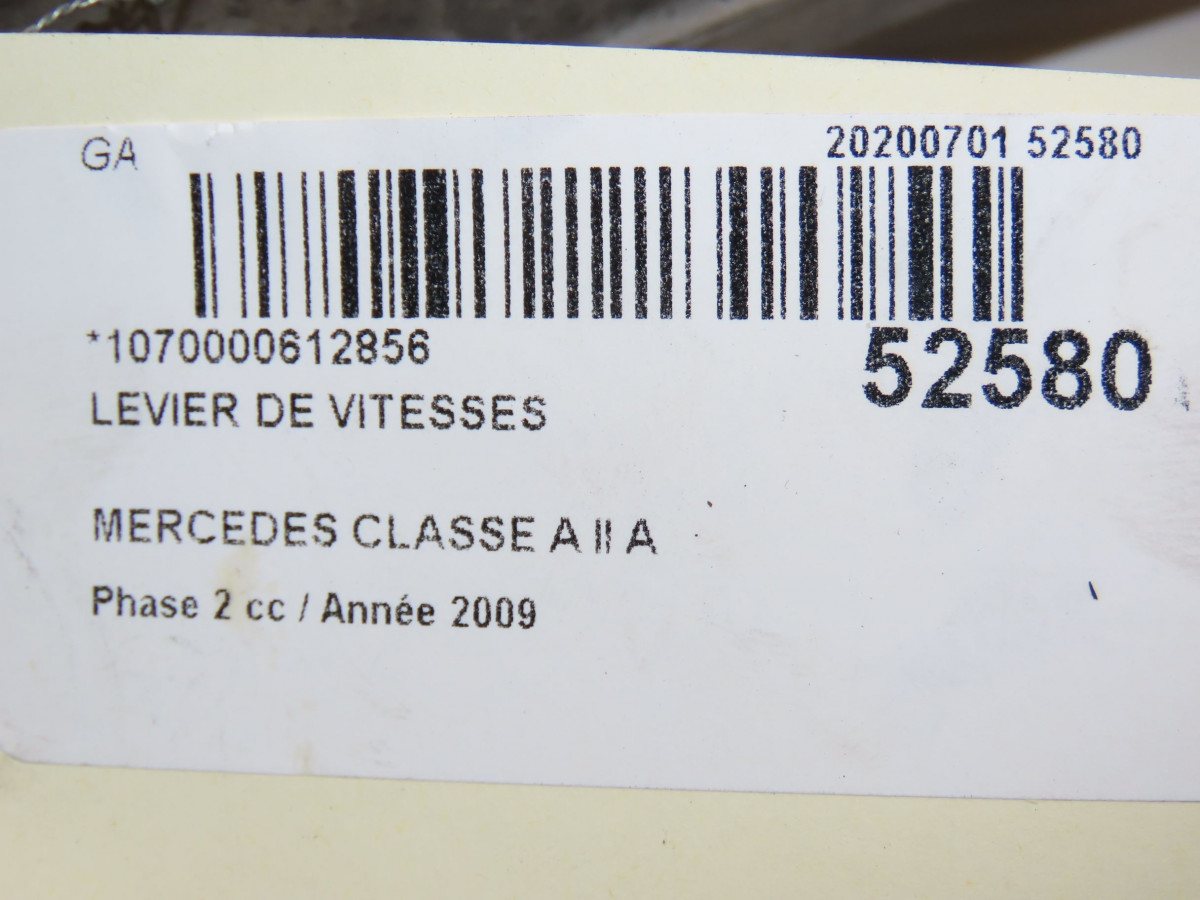 GA 20200701 52580
*1070000612856 52580
LEVIER DE VITESSES
MERCEDES CLASSE A II A
Phase 2 cc / Année 2009